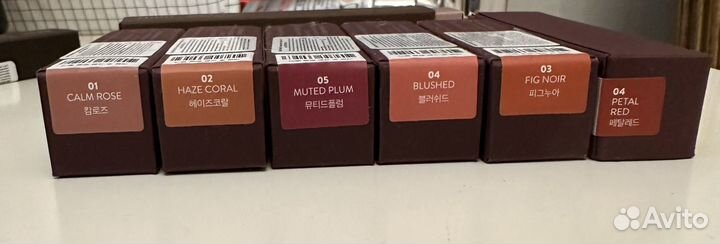 01
CALM ROSE
캄로즈
02
HAZE CORAL
헤이즈코랄
05
MUTED PLUM
뮤티드플럼
04
BLUSHED
블러쉬드
03
FIG NOIR
피그누아
04
PETAL
RED
페탈레드
Avito